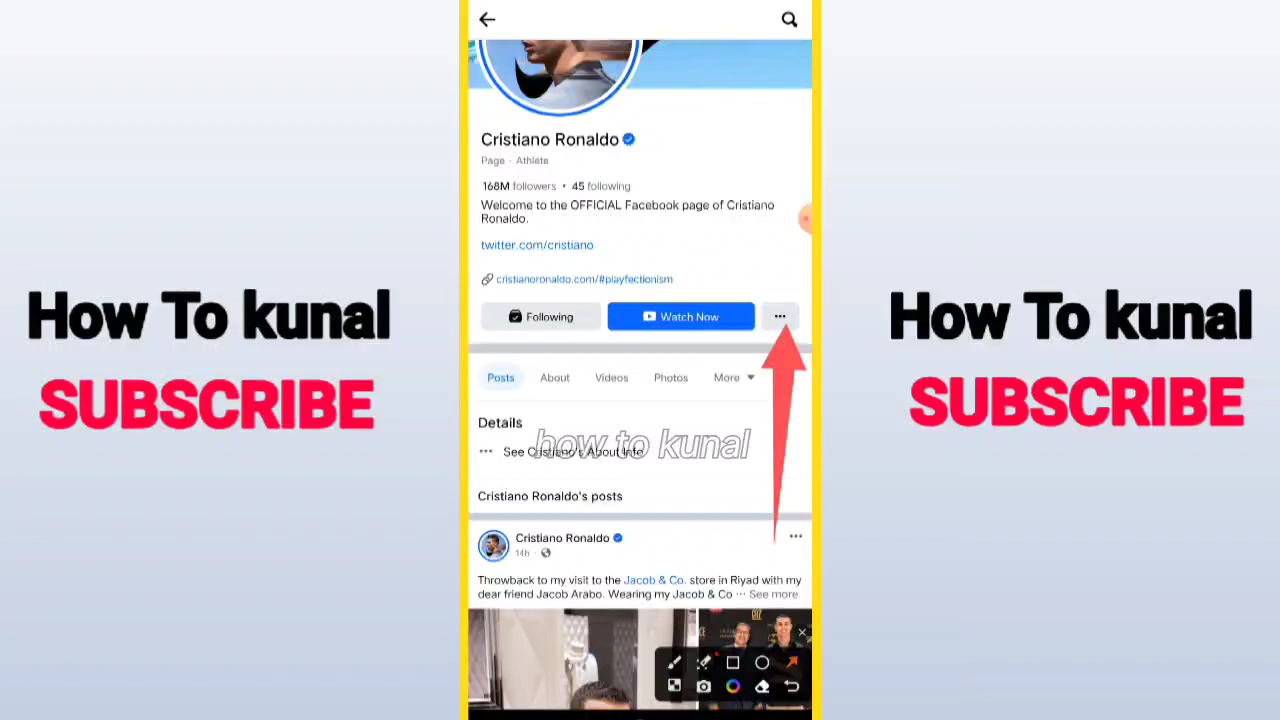 Cristiano Ronaldo
Page · Athlete
168M followers • 45 following
Welcome to the OFFICIAL Facebook page of Cristiano
Ronaldo.
twitter.com/cristiano
cristianoronaldo.com/#playfectionism
Following
Watch Now
Posts
About
Videos
Photos
More
Details
how to kunal
See Cristiano's About Info
Cristiano Ronaldo's posts
Cristiano Ronaldo
14h ·
Throwback to my visit to the Jacob & Co. store in Riyad with my
dear friend Jacob Arabo. Wearing my Jacob & Co ··· See more
How To kunal
SUBSCRIBE
How To kunal
SUBSCRIBE